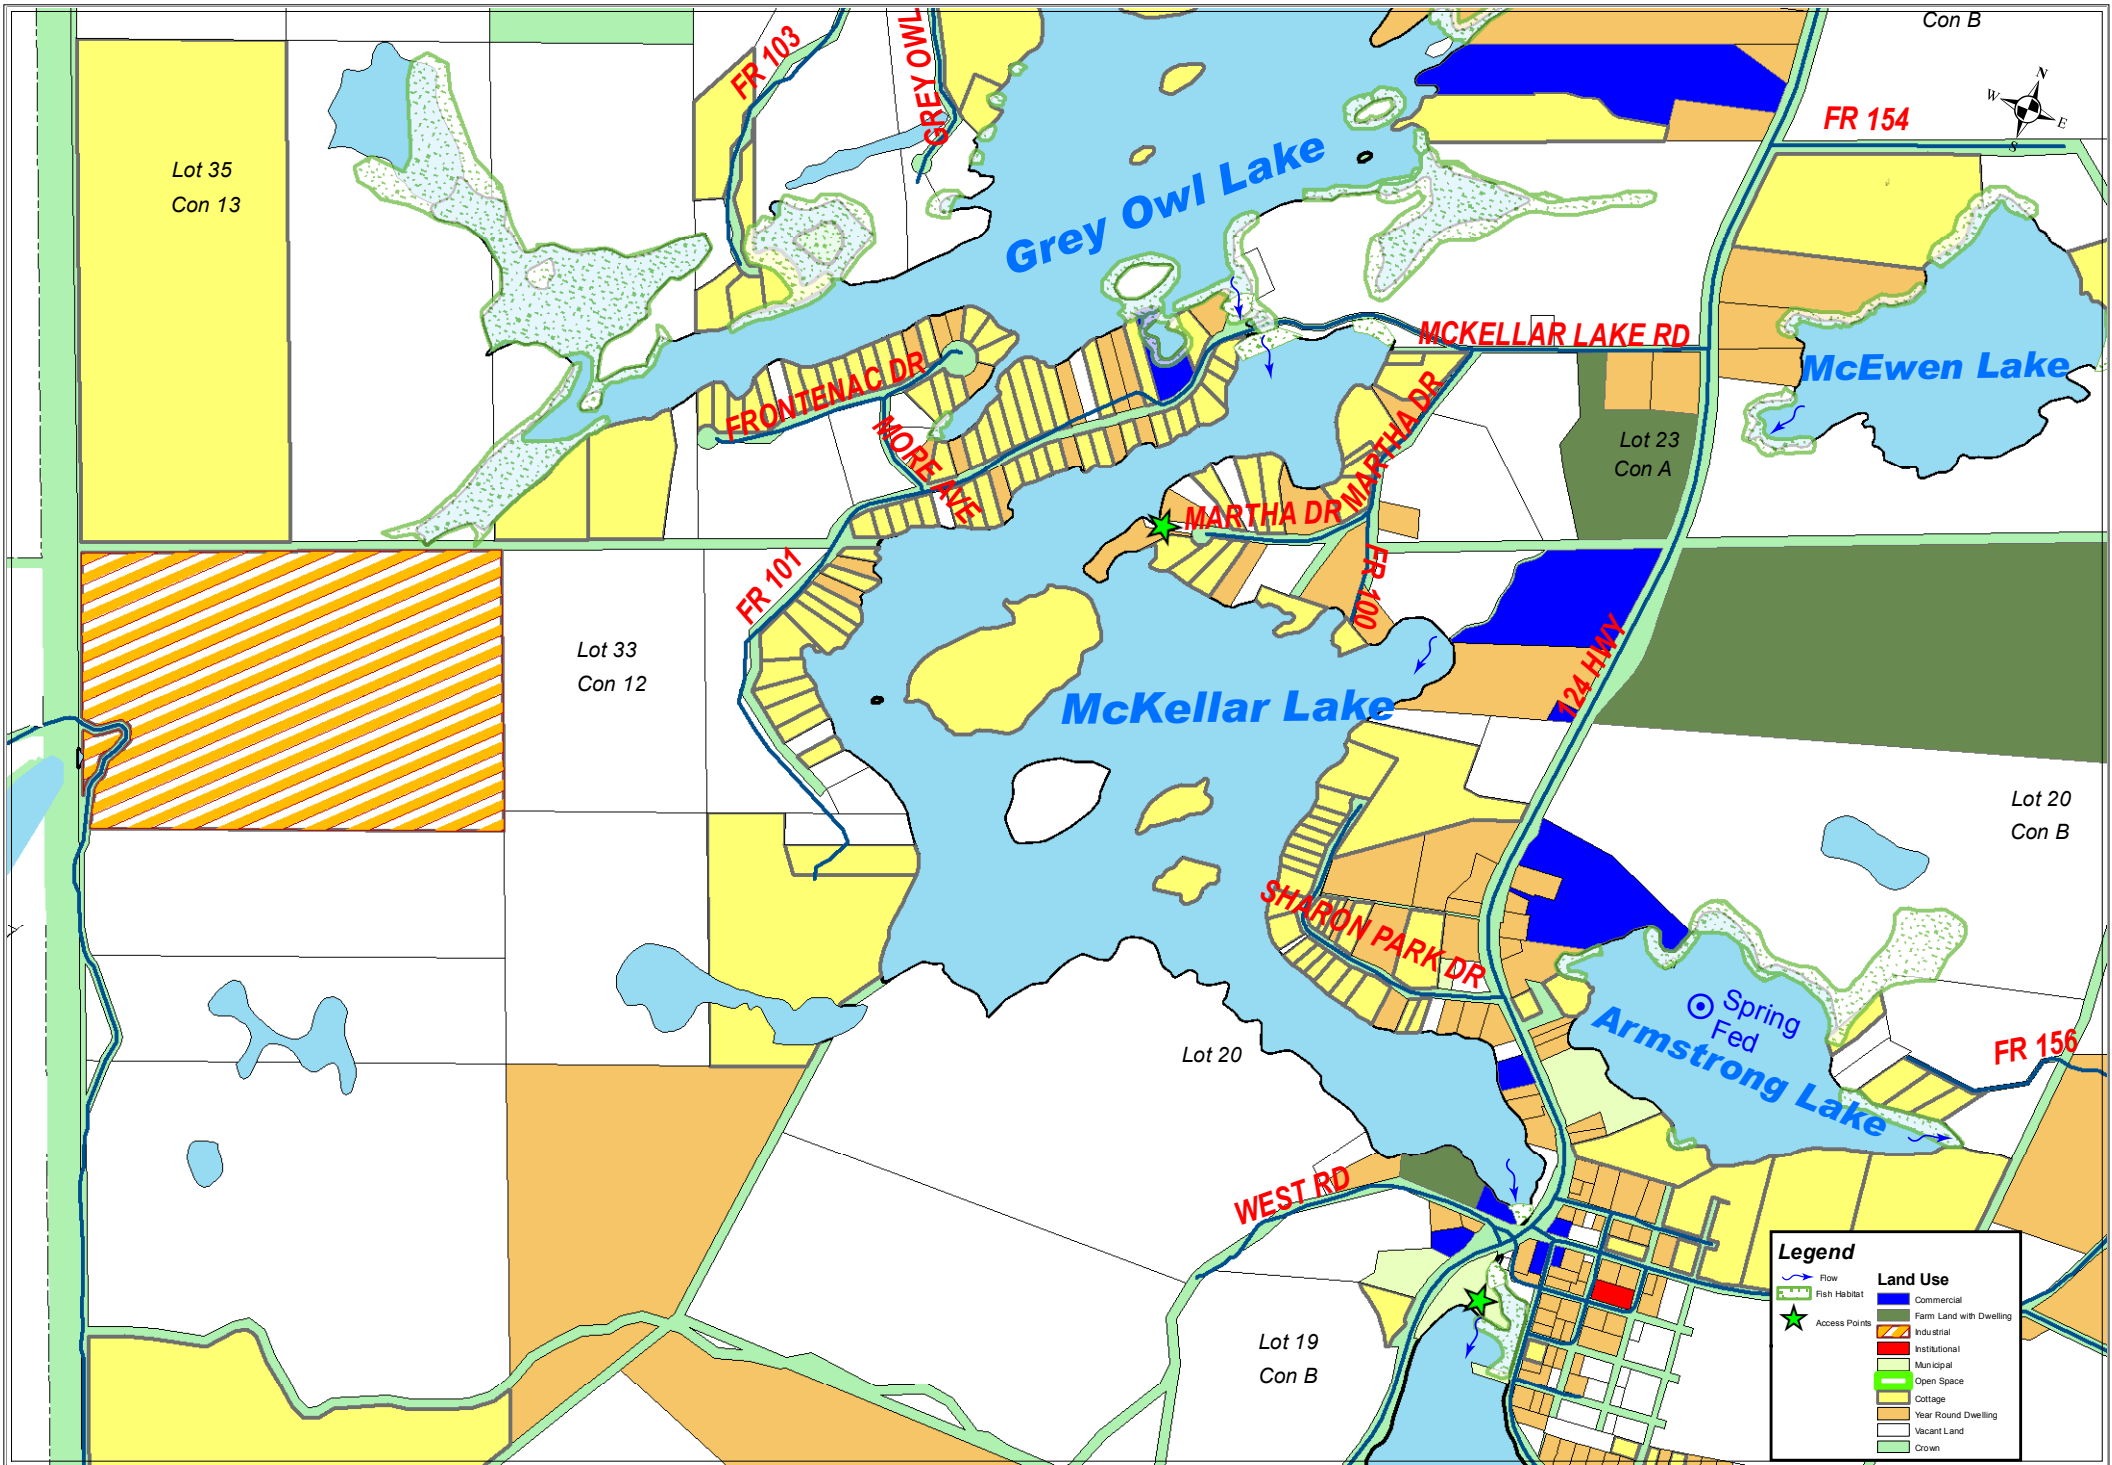 Con B
N
W
E
S
FR 103
GREY OWL
FR 154
Lot 35
Con 13
Grey Owl Lake
MCKELLAR LAKE RD
McEwen Lake
FRONTENAC DR
MORE AVE
MARTHA DR
MARTHA DR
Lot 23
Con A
FR 101
FR 100
124 HWY
Lot 33
Con 12
McKellar Lake
Lot 20
Con B
SHARON PARK DR
Spring
Fed
Armstrong Lake
FR 156
Lot 20
WEST RD
Lot 19
Con B
Legend
Flow
Fish Habitat
Access Points
Land Use
Commercial
Farm Land with Dwelling
Industrial
Institutional
Municipal
Open Space
Cottage
Year Round Dwelling
Vacant Land
Crown